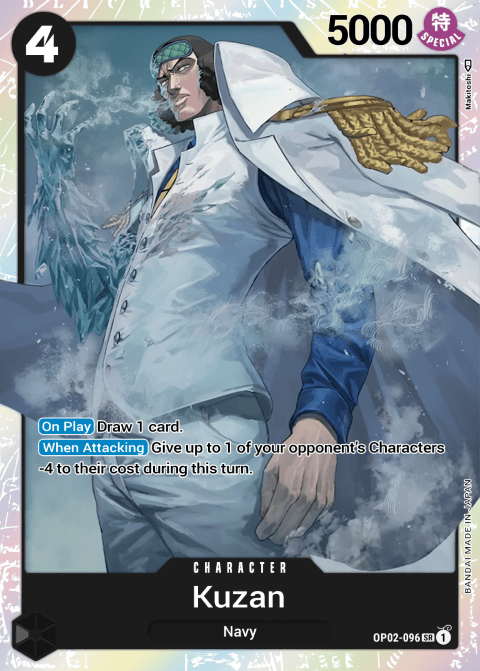 4
5000
特
SPECIAL
Makitoshi
On Play Draw 1 card.
When Attacking Give up to 1 of your opponent's Characters
-4 to their cost during this turn.
BANDAI MADE IN JAPAN
CHARACTER
Kuzan
Navy
OP02-096 SR 1